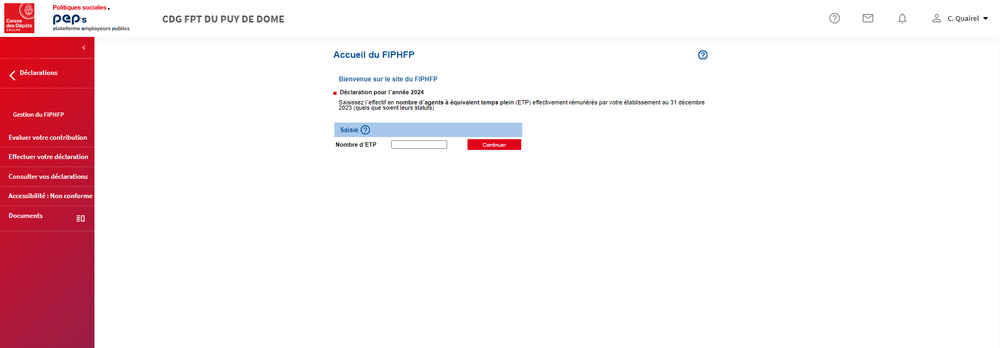 Caisse
des Dépôts
GROUPE
Politiques sociales .
pep's
plateforme employeurs publics
CDG FPT DU PUY DE DOME
C. Quairel
Déclarations
Gestion du FIPHFP
Evaluer votre contribution
Effectuer votre déclaration
Consulter vos déclarations
Accessibilité : Non conforme
Documents
Accueil du FIPHFP
Bienvenue sur le site du FIPHFP
Déclaration pour l´année 2024
Saisissez l´effectif en nombre d´agents à équivalent temps plein (ETP) effectivement rémunérés par votre établissement au 31 décembre
2023 (quels que soient leurs statuts)
Saisie
Nombre d´ETP
Continuer